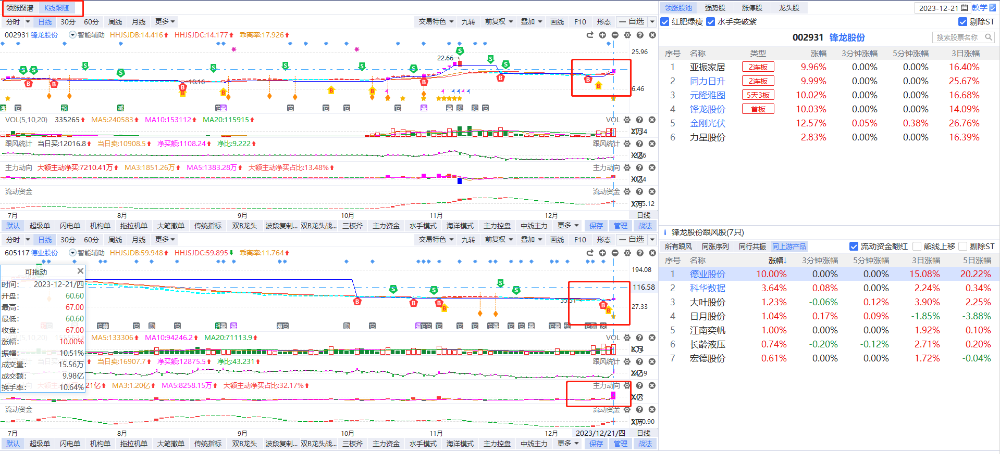 领涨图谱 K线跟随
分时 日线 30分 60分 周线 月线 更多 交易特色 九转 前复权 叠加 画线 F10 形态 一 自选
002931 锋龙股份 智能辅助 HHJSJDB:14.416 HHJSJDC:14.177 乖离率:17.926
25.96
22.66
10.16
6.46
VOL(5,10,20) 335265 MA5:240583 MA10:153112 MA20:115915 VOL
跟风统计 当日买:12016.8 当日卖:10908.5 净买额:1108.24 净比:9.222 跟风统计
主力动向 大额主动净买:7210.41万 MA3:1851.26万 MA5:1383.28万 大额主动净买占比:13.48% 主力动向
流动资金 流动资金
7月 8月 9月 10月 11月 12月 日线
默认 超级单 闪电单 机构单 拖拉机单 大笔撤单 传统指标 双B龙头 波段复制... 双B龙头战... 三板斧 主力资金 水手模式 海洋模式 主力控盘 中线主力 更多 保存 管理 战法
分时 日线 30分 60分 周线 月线 更多 交易特色 九转 前复权 叠加 画线 F10 形态 一 自选
605117 德业股份 智能辅助 HHJSJDB:59.948 HHJSJDC:59.895 乖离率:11.764
194.08
116.58
27.33
可拖动
时间: 2023-12-21/四
开盘: 60.60
最高: 67.00
最低: 60.60
收盘: 67.00
涨幅: 10.00%
振幅: 10.51%
成交量: 15.56万
成交额: 9.98亿
换手率: 10.64%
MA5:133306 MA10:94246.2 MA20:71113.9 VOL
当日卖:16907.7 净买额:12875.5 净比:43.231 跟风统计
MA3:1.20亿 MA5:8258.15万 大额主动净买占比:32.17% 主力动向
流动资金 流动资金
7月 8月 9月 10月 11月 12月 2023/12/21/四 日线
默认 超级单 闪电单 机构单 拖拉机单 大笔撤单 传统指标 双B龙头 波段复制... 双B龙头战... 三板斧 主力资金 水手模式 海洋模式 主力控盘 中线主力 更多 保存 管理 战法
领涨股池 强势股 涨停股 龙头股 2023-12-21 教学
红肥绿瘦 水手突破紫 剔除ST
002931 锋龙股份 搜索股票名称
序号 名称 类型 涨幅 3分钟涨幅 5分钟涨幅 3日涨幅
1 亚振家居 2连板 9.96% 0.00% 0.00% 16.40%
2 同力日升 2连板 9.99% 0.00% 0.00% 25.67%
3 元隆雅图 5天3板 10.02% 0.00% 0.00% 16.68%
4 锋龙股份 首板 10.03% 0.00% 0.00% 14.09%
5 金刚光伏 12.57% 0.05% 0.38% 26.76%
6 力星股份 2.83% 0.00% 0.00% 16.39%
锋龙股份跟风股(7只)
所有跟风 同涨序列 同行共振 同上游产品 流动资金翻红 熊线上移 剔除ST
序号 名称 涨幅↓ 3分钟涨幅 5分钟涨幅 3日涨幅 5日涨幅
1 德业股份 10.00% 0.00% 0.00% 15.08% 20.22%
2 科华数据 3.64% 0.08% 0.00% 2.24% 0.34%
3 大叶股份 1.23% -0.06% 0.12% 3.90% 2.25%
4 日月股份 1.04% 0.17% 0.09% -1.85% -3.88%
5 江南奕帆 1.00% 0.00% 0.00% 1.92% 0.10%
6 长龄液压 0.74% -0.20% -0.12% 2.71% 0.20%
7 宏德股份 0.61% 0.00% 0.00% 1.72% -0.04%